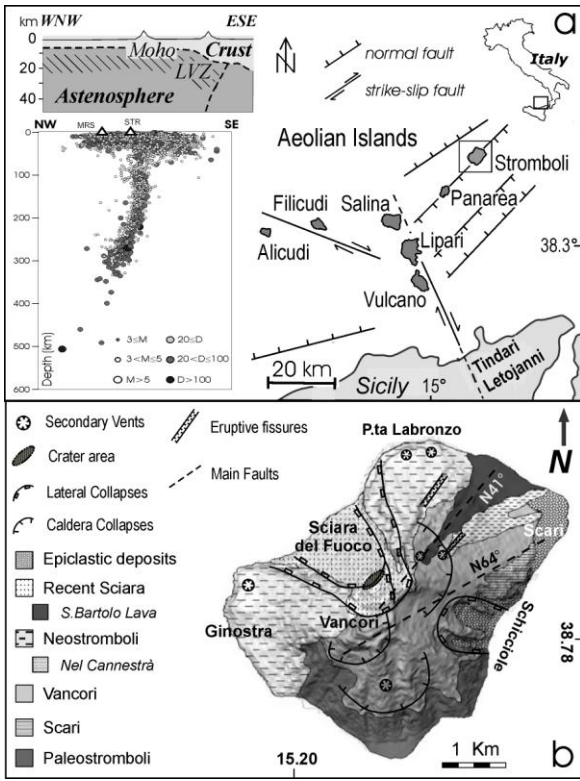 a
km WNW ESE
0
20
40
Moho Crust
LVZ
Astenosphere
NW MRS STR SE
0
100
200
300
400
500
600
Depth [km]
3≤M 20≤D
3<M≤5 20<D≤100
M>5 D>100
N
normal fault
strike-slip fault
Italy
Aeolian Islands
Stromboli
Panarea
Filicudi
Salina
Alicudi
Lipari
Vulcano
38.3°
20 km
Sicily
15°
Tindari
Letojanni
Secondary Vents
Crater area
Lateral Collapses
Caldera Collapses
Epiclastic deposits
Recent Sciara
S.Bartolo Lava
Neostromboli
Nel Cannestrà
Vancori
Scari
Paleostromboli
Eruptive fissures
Main Faults
P.ta Labronzo
N
N41°
Scari
Sciara
del Fuoco
N64°
Vancori
Ginostra
Schicciole
38.78
15.20
1 Km
b